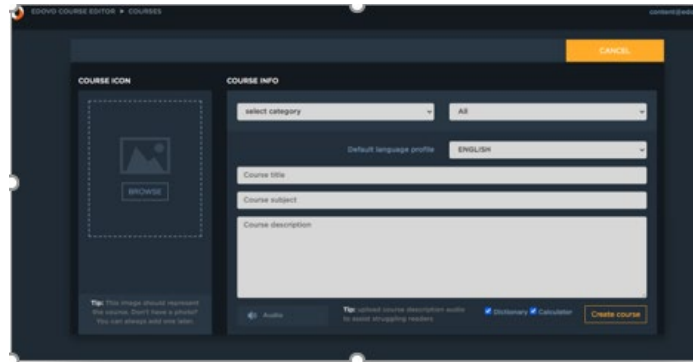 EDOVO COURSE EDITOR ▶ COURSES
CANCEL
COURSE ICON
COURSE INFO
select category
All
Default language profile
ENGLISH
Course title
BROWSE
Course subject
Course description
Tip: This image should represent
the course. Don't have a photo?
You can always add one later.
Audio
Tip: upload course description audio
to assist struggling readers
Dictionary
Calculator
Create course